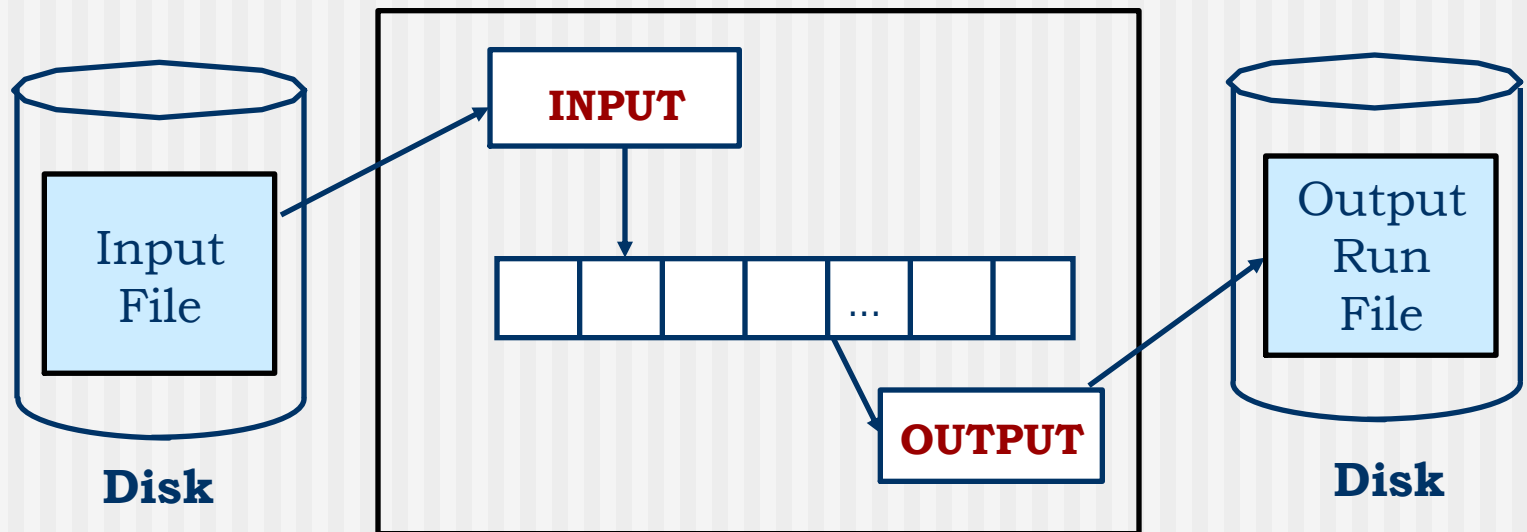 INPUT
Input
File
...
OUTPUT
Output
Run
File
Disk
Disk